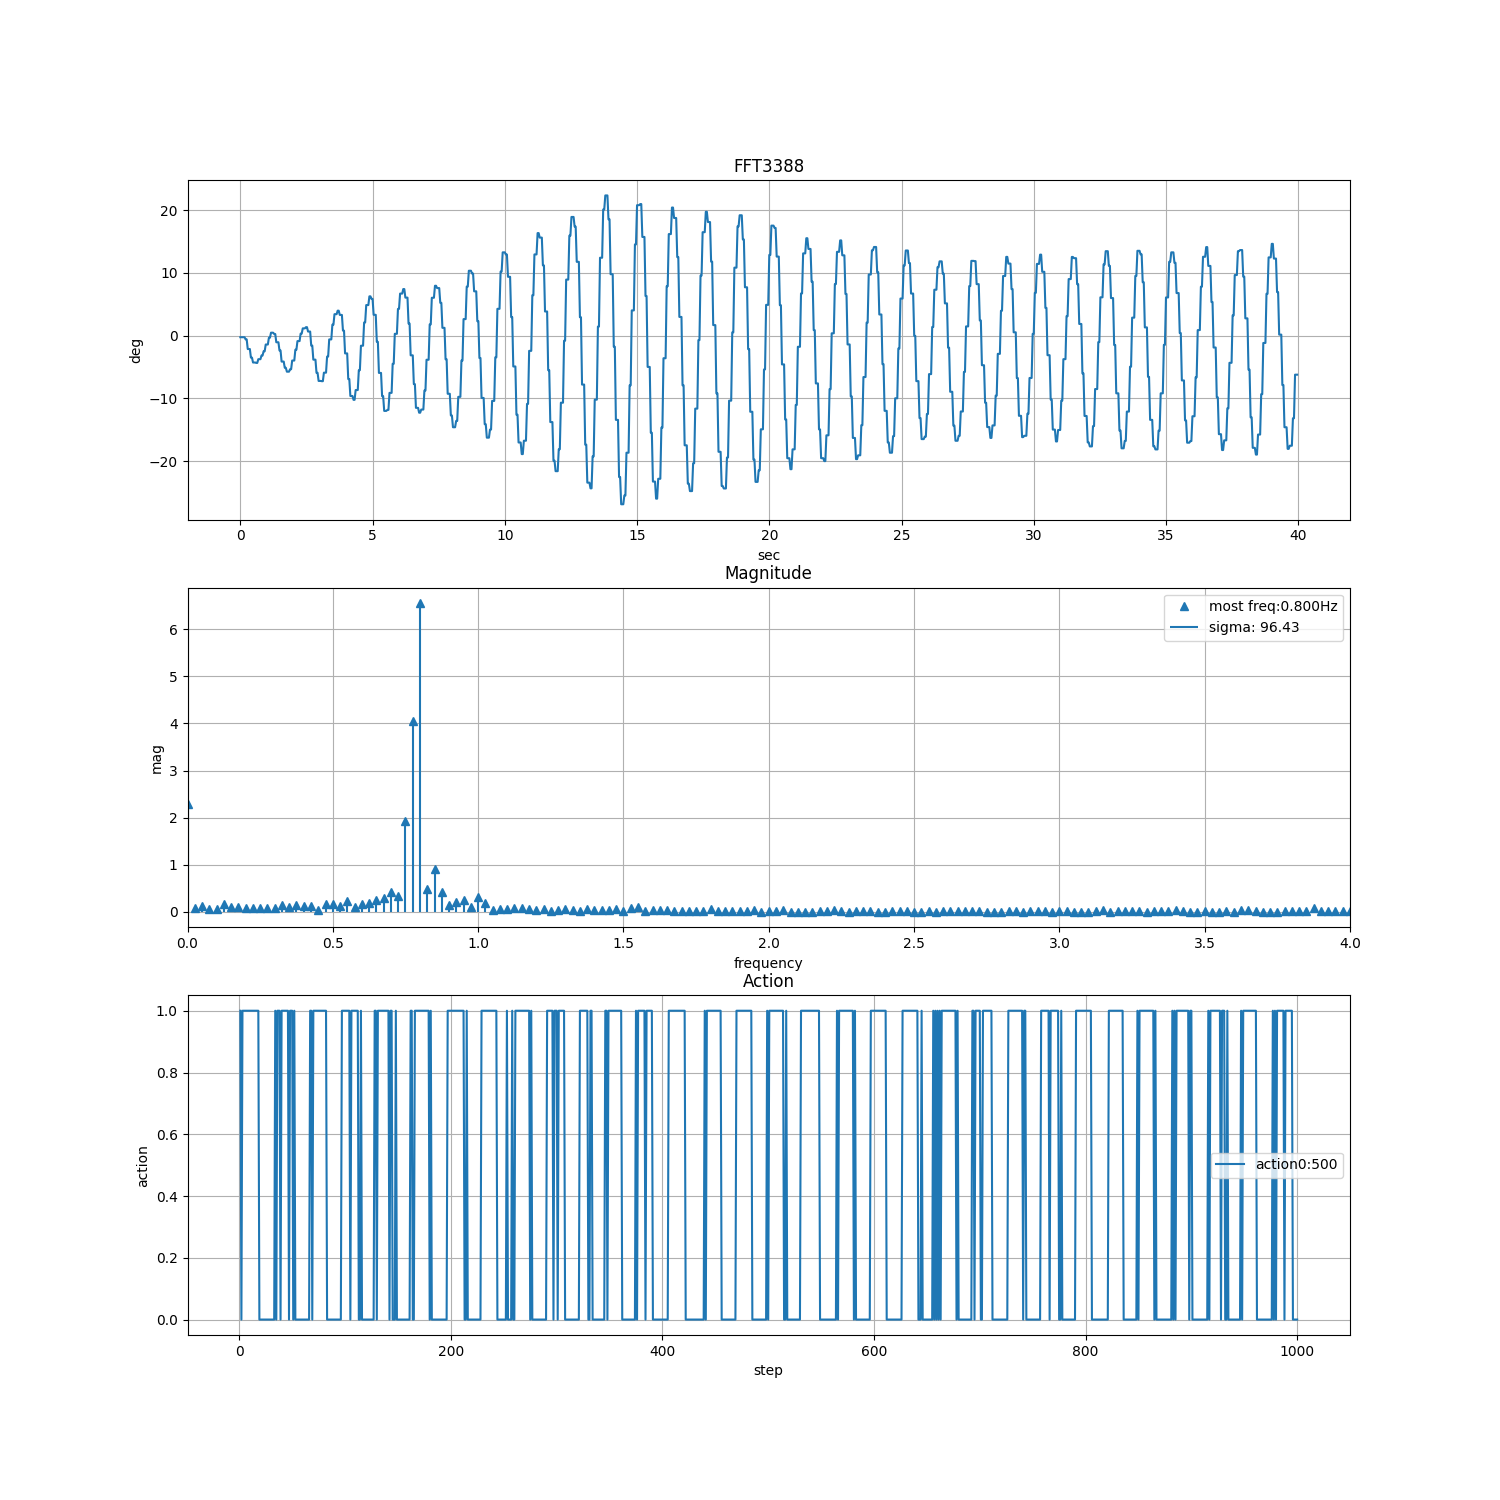 FFT3388
20
10
0
−10
−20
deg
0 5 10 15 20 25 30 35 40
sec
Magnitude
most freq:0.800Hz
sigma: 96.43
6
5
4
3
2
1
0
mag
0.0 0.5 1.0 1.5 2.0 2.5 3.0 3.5 4.0
frequency
Action
1.0
0.8
0.6
0.4
0.2
0.0
action
action0:500
0 200 400 600 800 1000
step